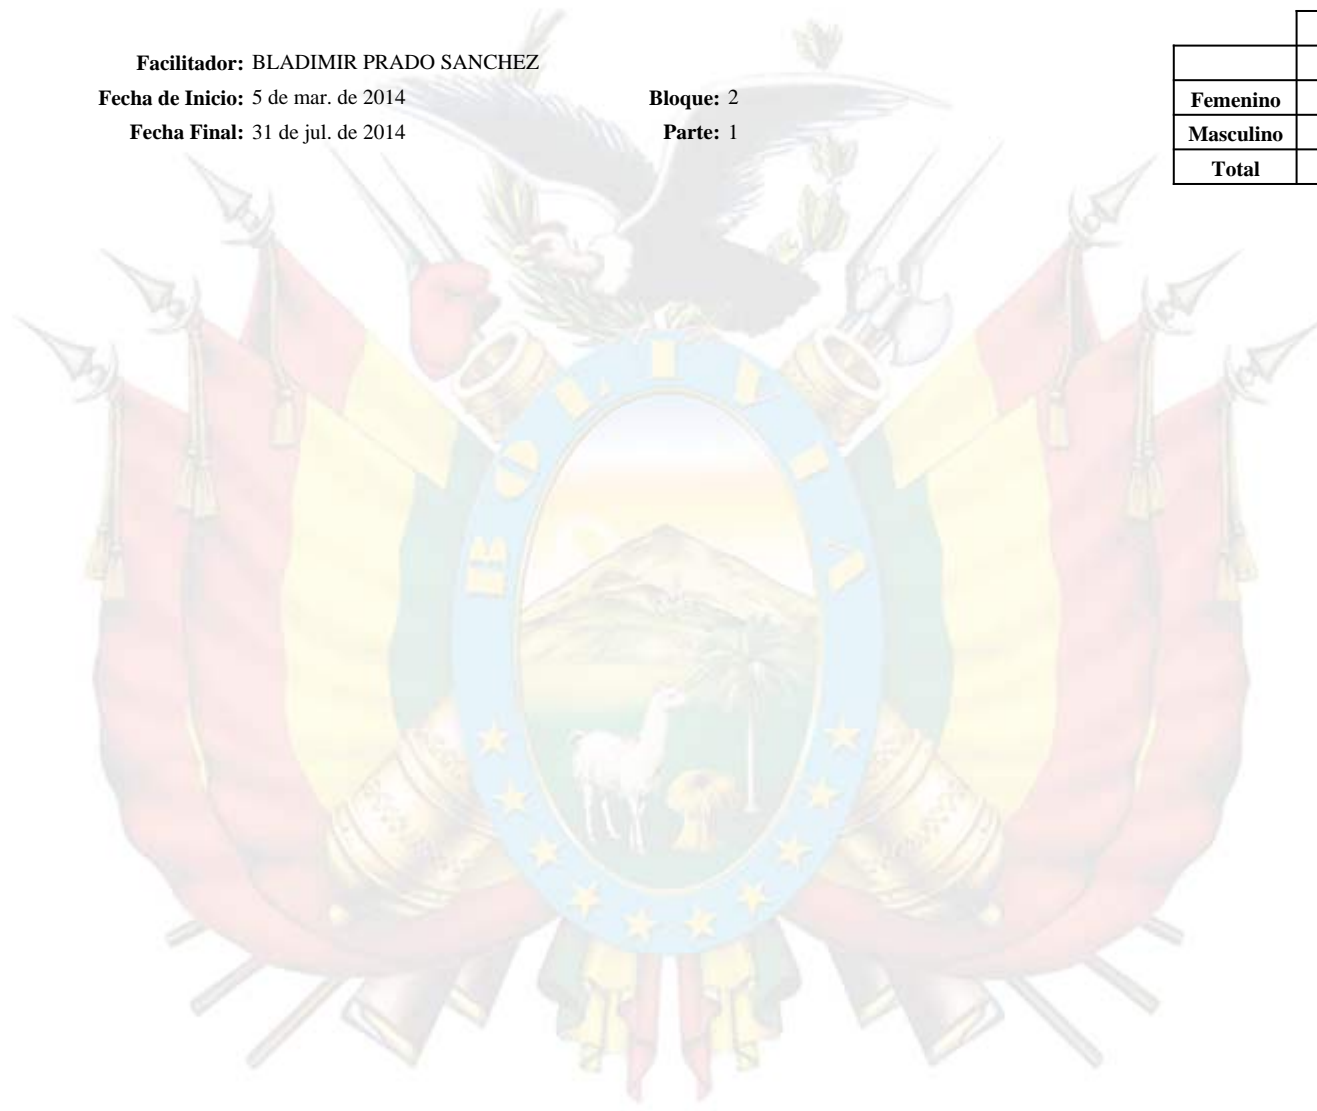 Facilitador: BLADIMIR PRADO SANCHEZ
Fecha de Inicio: 5 de mar. de 2014 Bloque: 2
Fecha Final: 31 de jul. de 2014 Parte: 1
Femenino
Masculino
Total
BOLIVIA